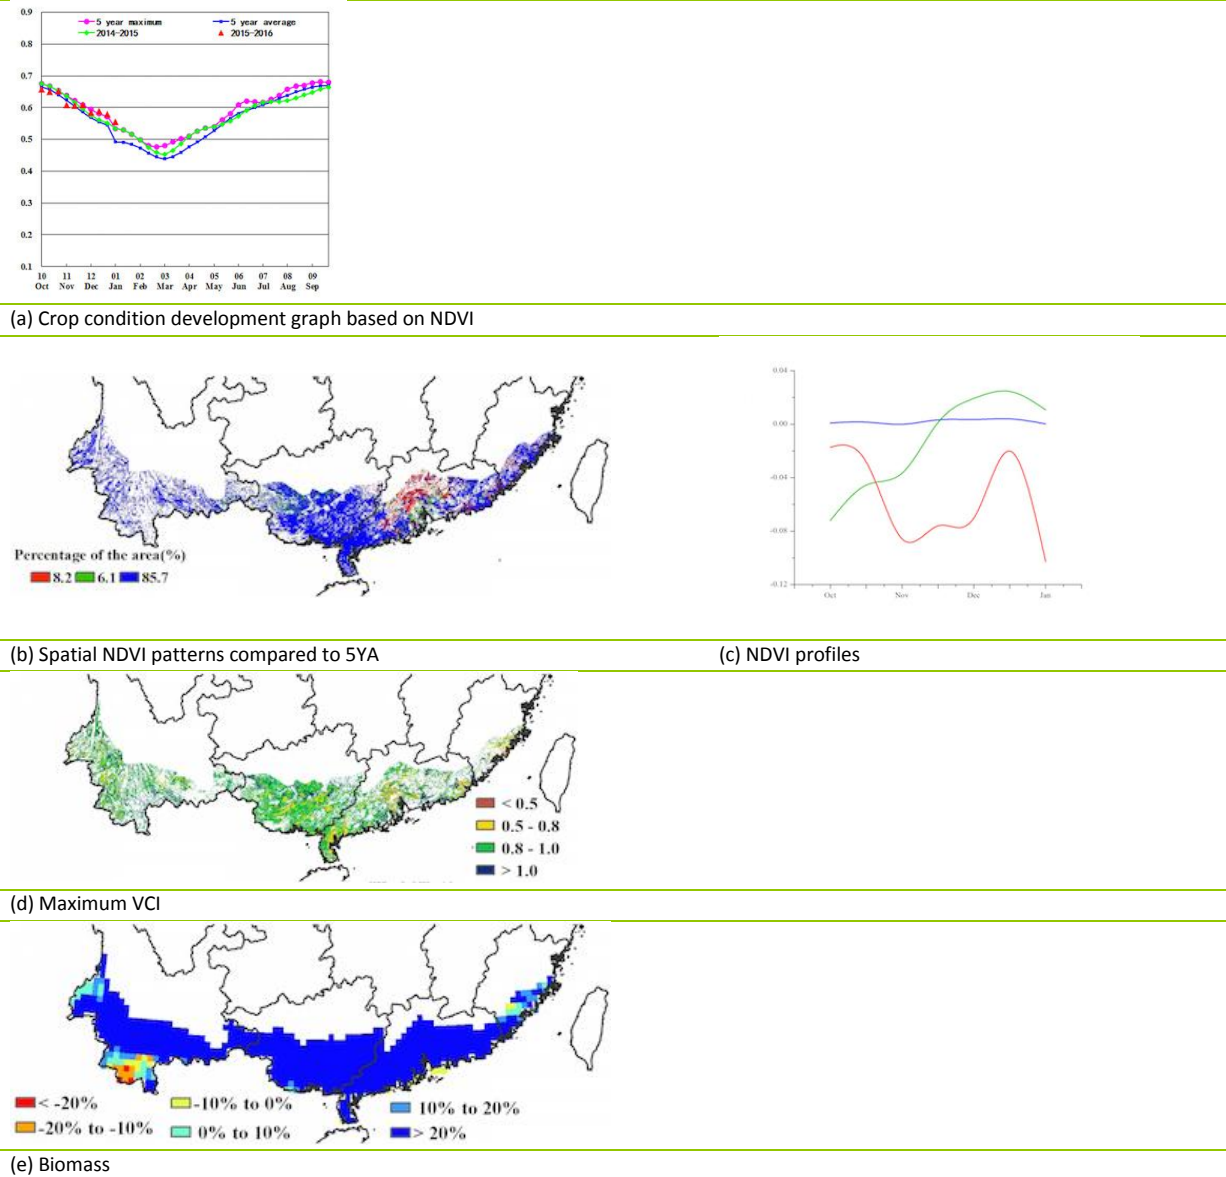 0.9
0.8
0.7
0.6
0.5
0.4
0.3
0.2
0.1
5 year maximum
5 year average
2014-2015
2015-2016
10 11 12 01 02 03 04 05 06 07 08 09
Oct Nov Dec Jan Feb Mar Apr May Jun Jul Aug Sep
(a) Crop condition development graph based on NDVI
Percentage of the area(%)
8.2 6.1 85.7
0.04
0.00
-0.04
-0.08
-0.12
Oct Nov Dec Jan
(b) Spatial NDVI patterns compared to 5YA
(c) NDVI profiles
< 0.5
0.5 - 0.8
0.8 - 1.0
> 1.0
(d) Maximum VCI
< -20% -10% to 0% 10% to 20%
-20% to -10% 0% to 10% > 20%
(e) Biomass